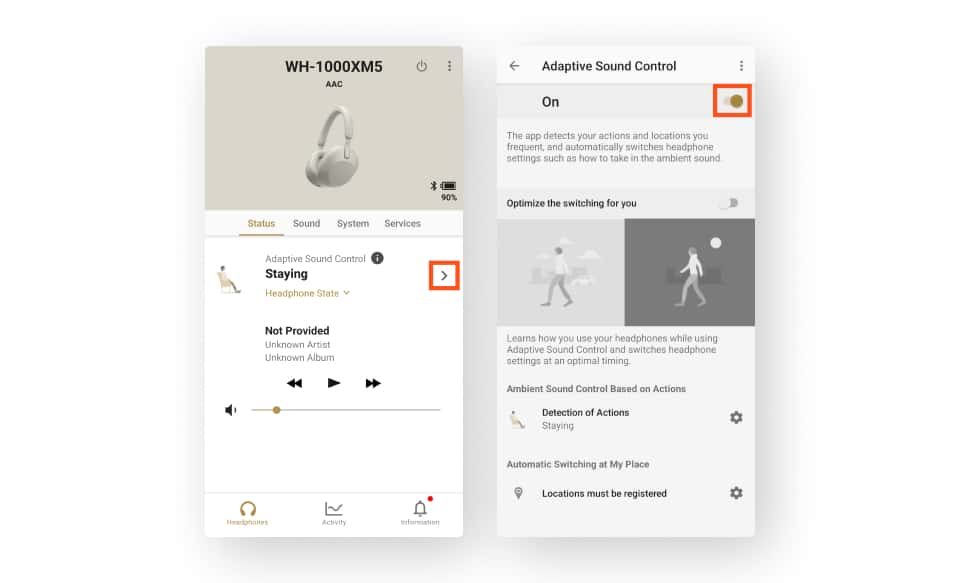 WH-1000XM5
AAC
90%
Status Sound System Services
Adaptive Sound Control i
Staying
Headphone State
Not Provided
Unknown Artist
Unknown Album
Headphones Activity Information
Adaptive Sound Control
On
The app detects your actions and locations you
frequent, and automatically switches headphone
settings such as how to take in the ambient sound.
Optimize the switching for you
Learns how you use your headphones while using
Adaptive Sound Control and switches headphone
settings at an optimal timing.
Ambient Sound Control Based on Actions
Detection of Actions
Staying
Automatic Switching at My Place
Locations must be registered